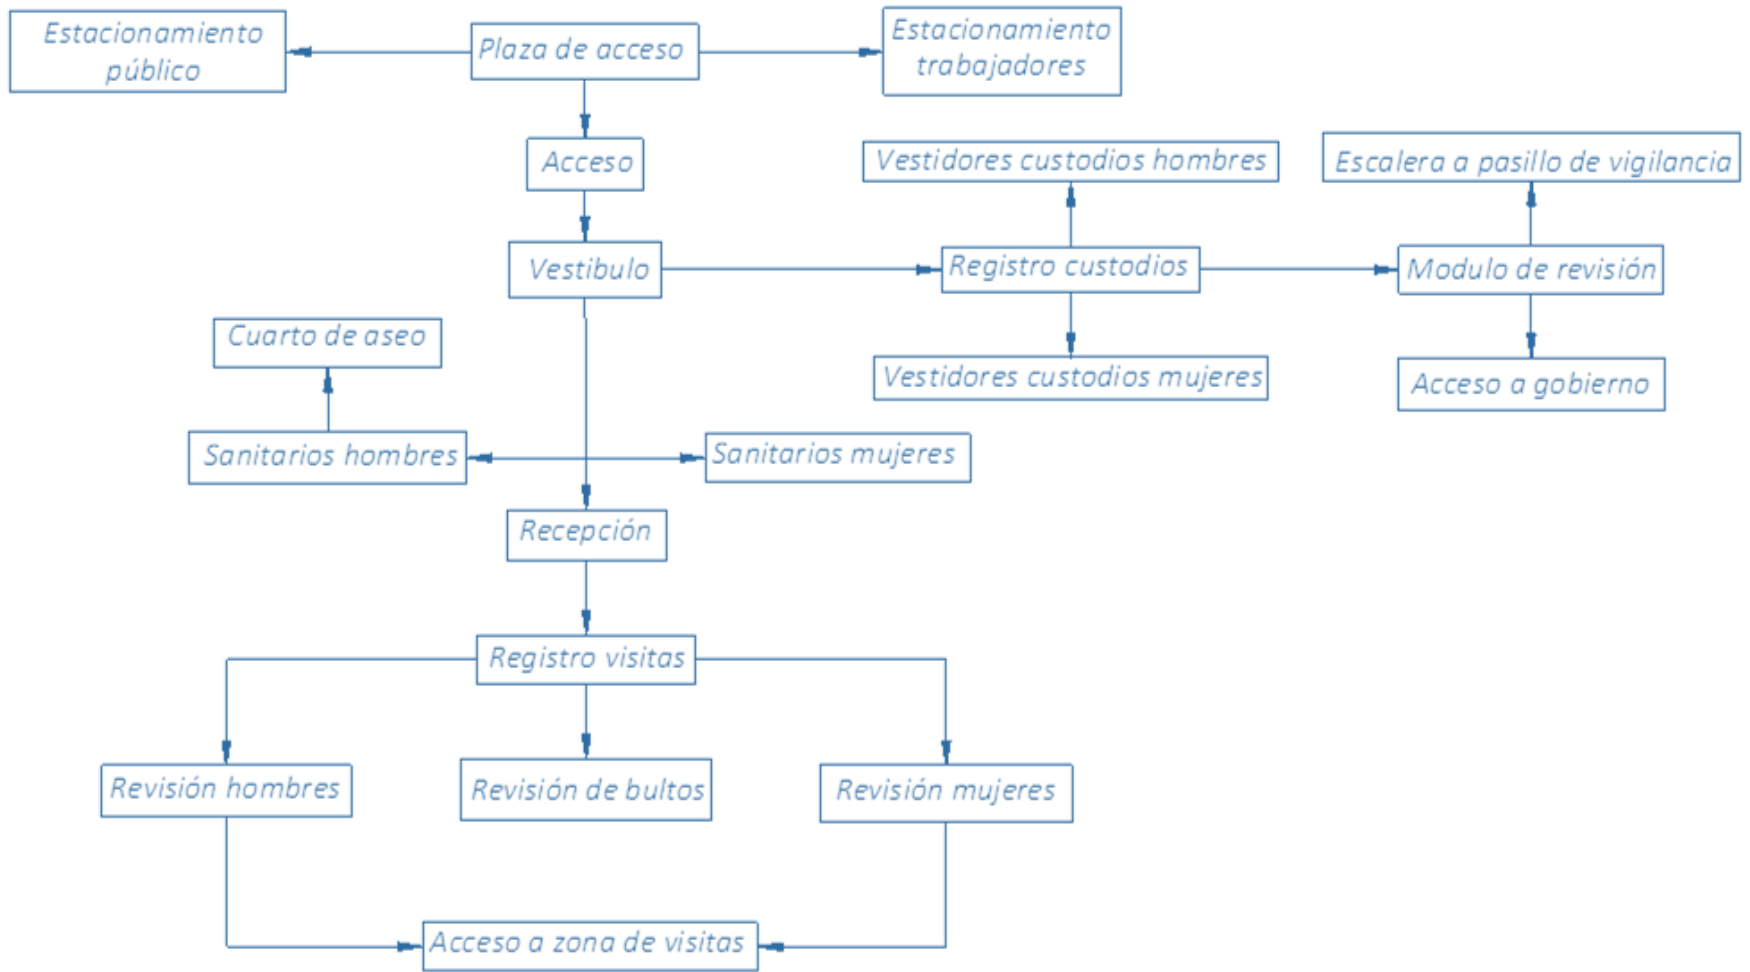 Estacionamiento
público
Plaza de acceso
Estacionamiento
trabajadores
Acceso
Vestidores custodios hombres
Escalera a pasillo de vigilancia
Vestibulo
Registro custodios
Modulo de revisión
Cuarto de aseo
Vestidores custodios mujeres
Acceso a gobierno
Sanitarios hombres
Sanitarios mujeres
Recepción
Registro visitas
Revisión hombres
Revisión de bultos
Revisión mujeres
Acceso a zona de visitas